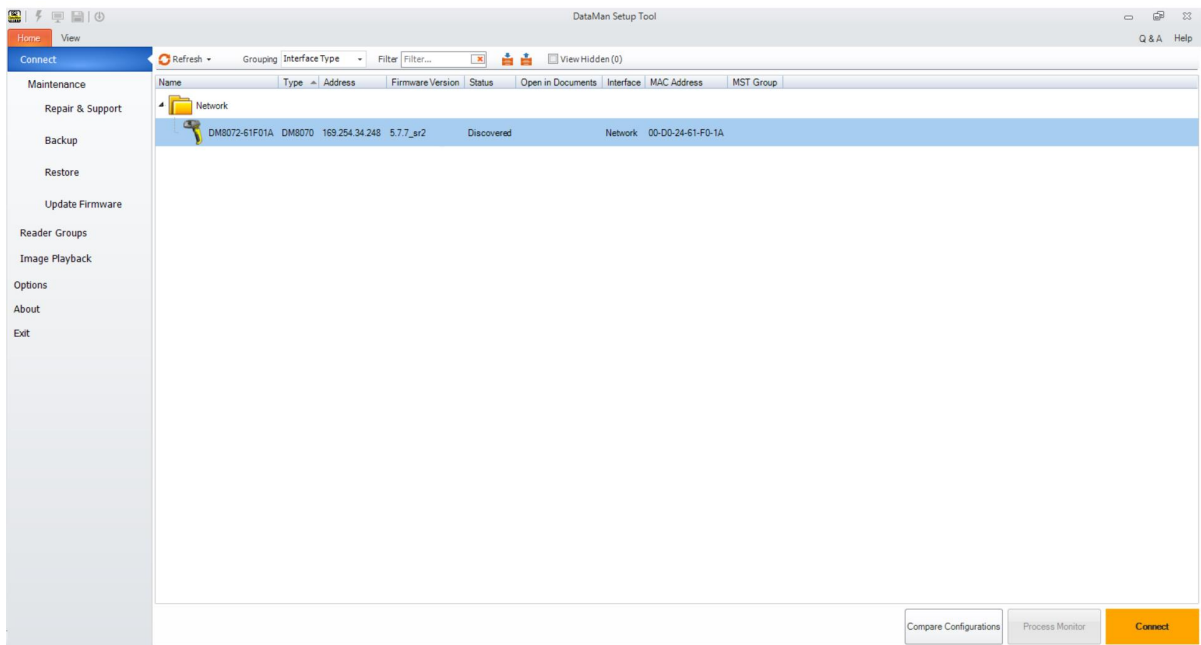 DataMan Setup Tool
Home View Q & A Help
Connect
Refresh Grouping Interface Type Filter Filter... View Hidden (0)
Maintenance
Name Type Address Firmware Version Status Open in Documents Interface MAC Address MST Group
Repair & Support
Network
DM8072-61F01A DM8070 169.254.34.248 5.7.7_sr2 Discovered Network 00-D0-24-61-F0-1A
Backup
Restore
Update Firmware
Reader Groups
Image Playback
Options
About
Exit
Compare Configurations Process Monitor Connect